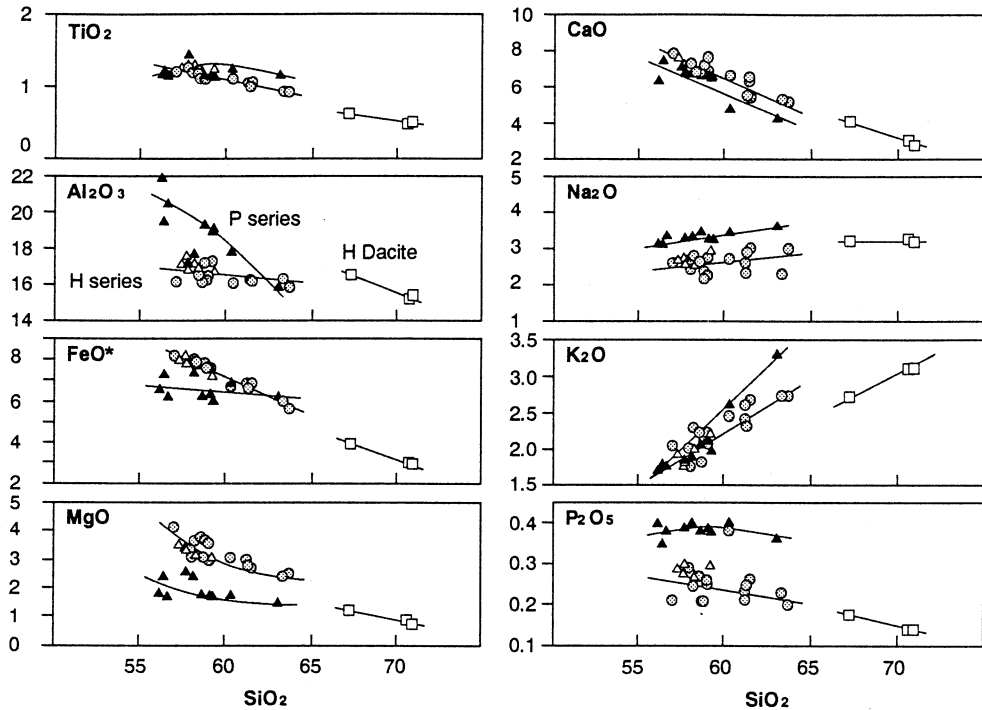 TiO2
2
1
0
Al2O3
22
20
18
16
14
P series
H Dacite
H series
FeO*
8
6
4
2
MgO
5
4
3
2
1
0
55 60 65 70
SiO2
CaO
10
8
6
4
2
Na2O
5
4
3
2
1
K2O
3.5
3.0
2.5
2.0
1.5
P2O5
0.4
0.3
0.2
0.1
55 60 65 70
SiO2